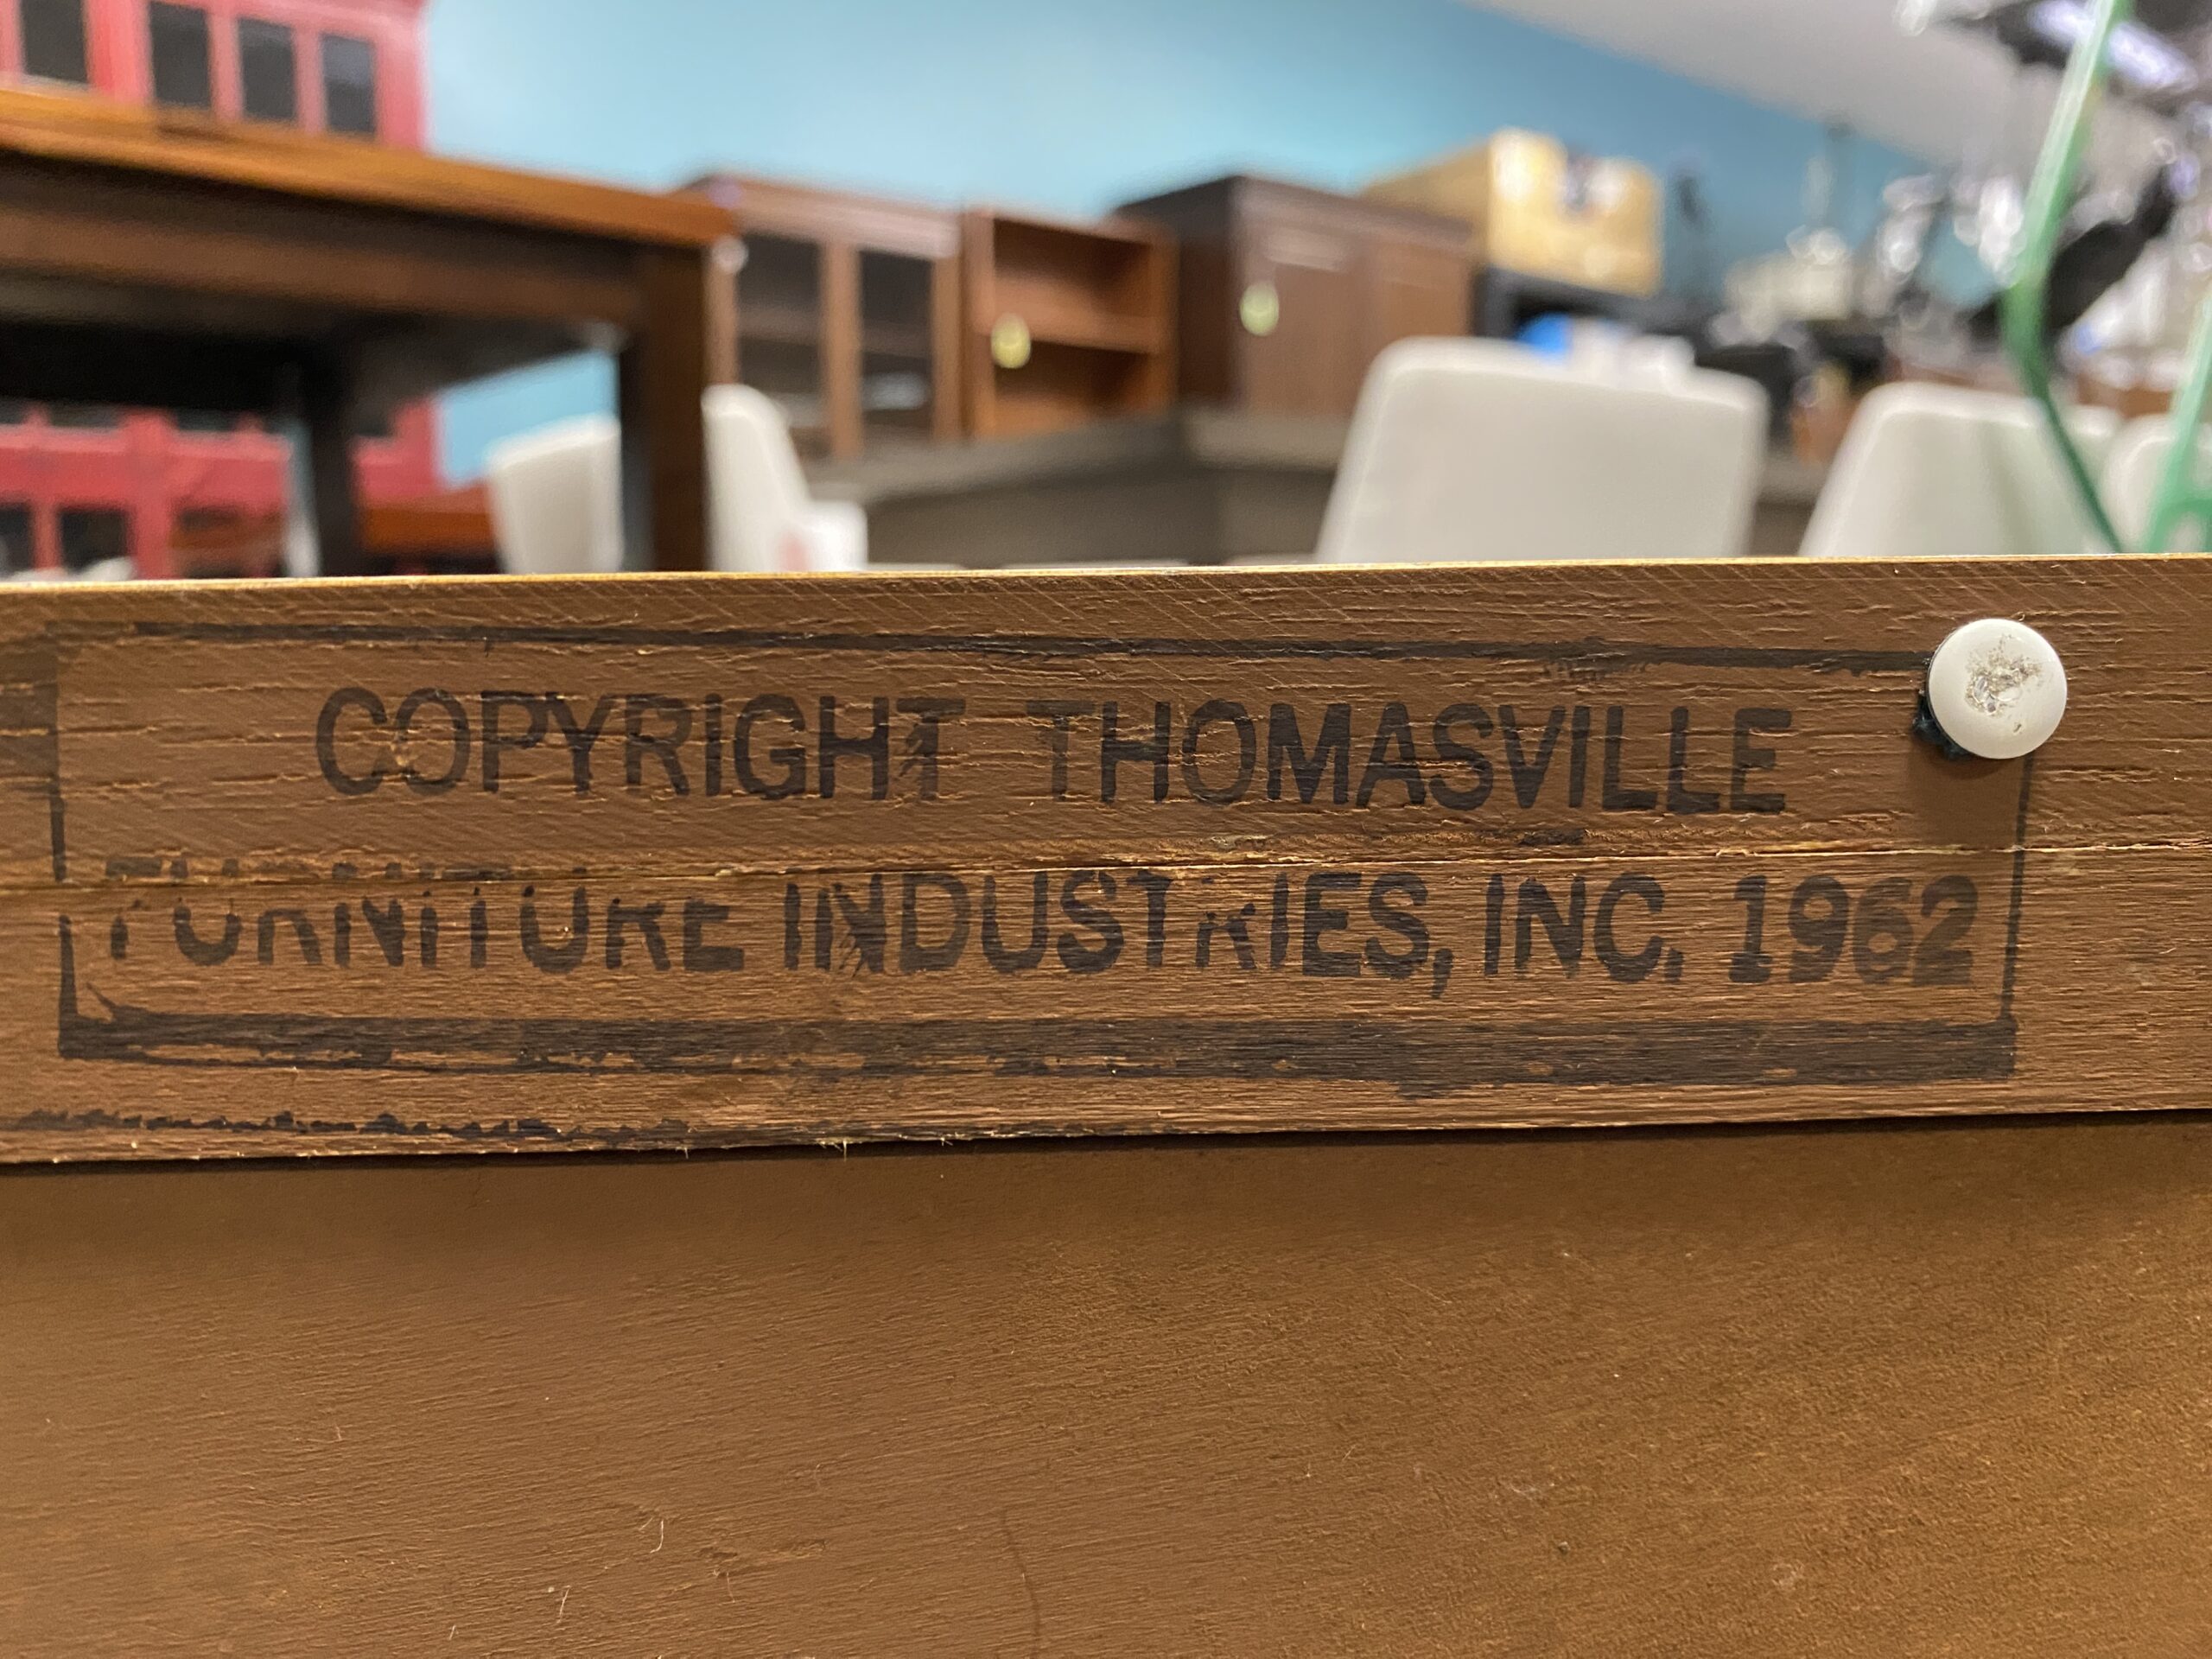 COPYRIGHT THOMASVILLE
FURNITURE INDUSTRIES, INC. 1962